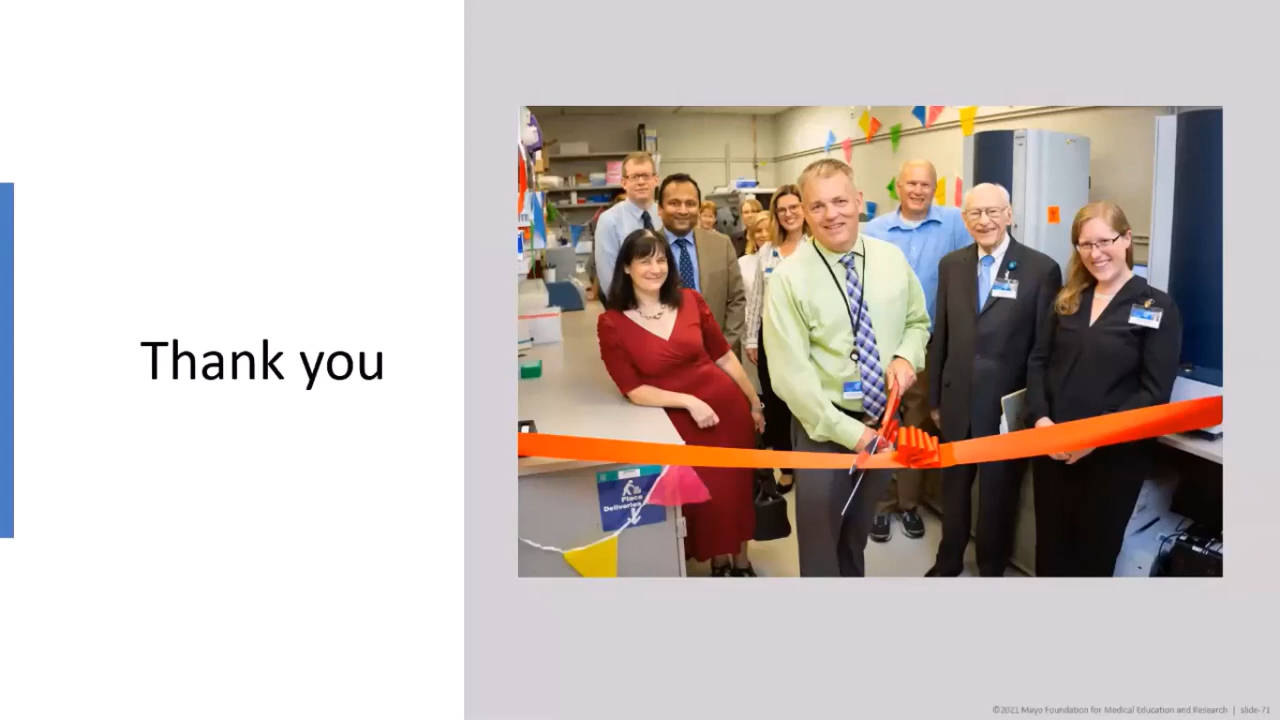 Thank you
Place
Deliveries
©2021 Mayo Foundation for Medical Education and Research | slide-71